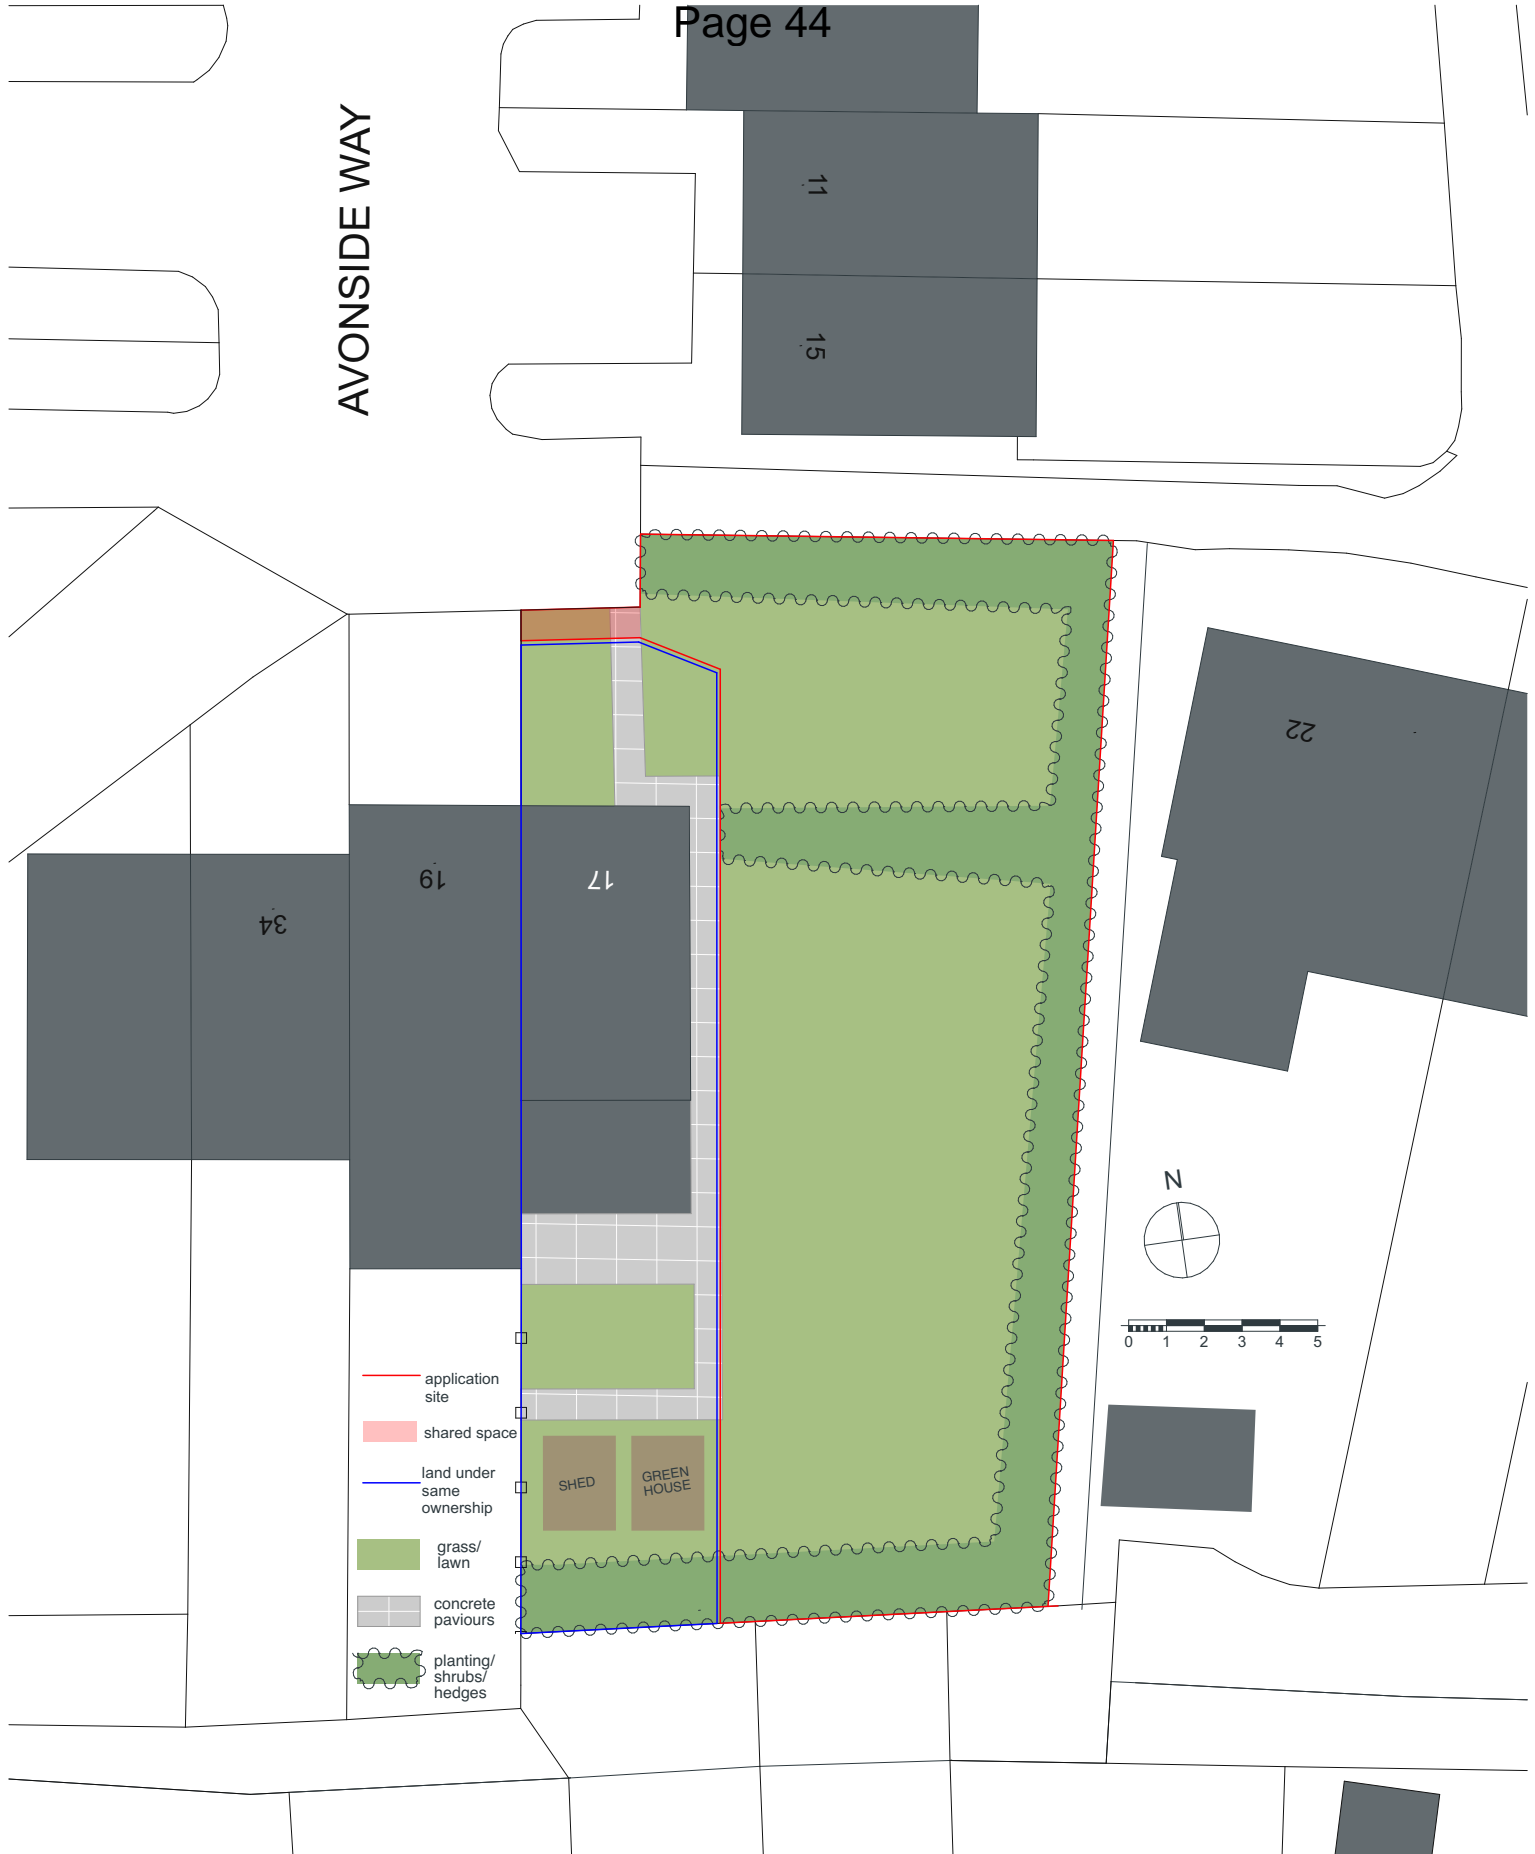 Page 44
AVONSIDE WAY
11
15
22
19
17
34
N
0 1 2 3 4 5
application
site
shared space
land under
same
ownership
grass/
lawn
concrete
paviours
planting/
shrubs/
hedges
SHED
GREEN
HOUSE